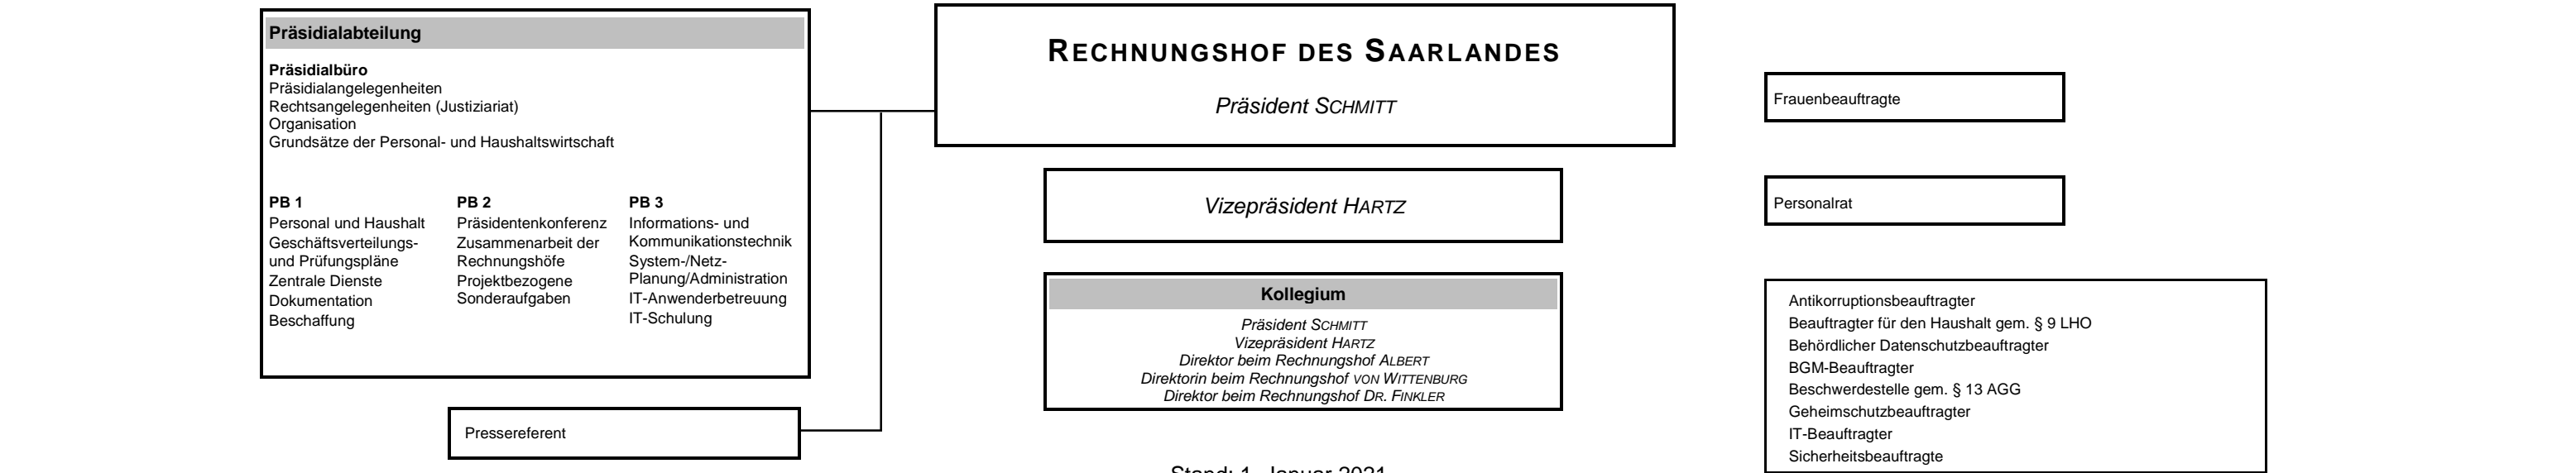 Präsidialabteilung
Präsidialbüro
Präsidialangelegenheiten
Rechtsangelegenheiten (Justiziariat)
Organisation
Grundsätze der Personal- und Haushaltswirtschaft
PB 1
Personal und Haushalt
Geschäftsverteilungs-
und Prüfungspläne
Zentrale Dienste
Dokumentation
Beschaffung
PB 2
Präsidentenkonferenz
Zusammenarbeit der
Rechnungshöfe
Projektbezogene
Sonderaufgaben
PB 3
Informations- und
Kommunikationstechnik
System-/Netz-
Planung/Administration
IT-Anwenderbetreuung
IT-Schulung
Pressereferent
RECHNUNGSHOF DES SAARLANDES
Präsident SCHMITT
Vizepräsident HARTZ
Kollegium
Präsident SCHMITT
Vizepräsident HARTZ
Direktor beim Rechnungshof ALBERT
Direktorin beim Rechnungshof VON WITTENBURG
Direktor beim Rechnungshof DR. FINKLER
Stand: 1. Januar 2021
Frauenbeauftragte
Personalrat
Antikorruptionsbeauftragter
Beauftragter für den Haushalt gem. § 9 LHO
Behördlicher Datenschutzbeauftragter
BGM-Beauftragter
Beschwerdestelle gem. § 13 AGG
Geheimschutzbeauftragter
IT-Beauftragter
Sicherheitsbeauftragte